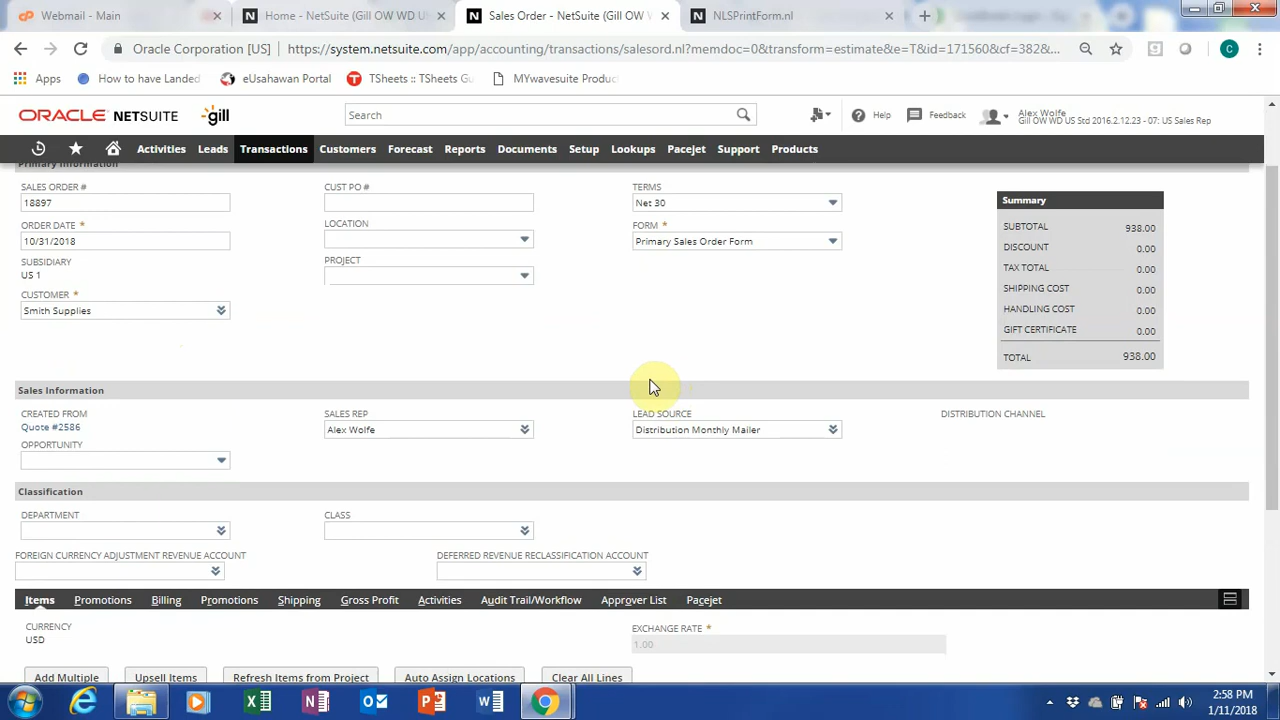 Webmail - Main
Home - NetSuite (Gill OW WD US
Sales Order - NetSuite (Gill OW
NLSPrintForm.nl
Oracle Corporation [US] | https://system.netsuite.com/app/accounting/transactions/salesord.nl?memdoc=0&transform=estimate&e=T&id=171560&cf=382&...
C
Apps
How to have Landed
eUsahawan Portal
TSheets :: TSheets Gu
MYwavesuite Produc
ORACLE NETSUITE
gill
Search
Help
Feedback
Alex Wolfe
Gill OW WD US Std 2016.2.12.23 - 07: US Sales Rep
Activities Leads Transactions Customers Forecast Reports Documents Setup Lookups Pacejet Support Products
Primary Information
SALES ORDER #
18897
CUST PO #
TERMS
Net 30
ORDER DATE *
10/31/2018
LOCATION
FORM *
Primary Sales Order Form
SUBSIDIARY
US 1
PROJECT
CUSTOMER *
Smith Supplies
Summary
SUBTOTAL 938.00
DISCOUNT 0.00
TAX TOTAL 0.00
SHIPPING COST 0.00
HANDLING COST 0.00
GIFT CERTIFICATE 0.00
TOTAL 938.00
Sales Information
CREATED FROM
Quote #2586
SALES REP
Alex Wolfe
LEAD SOURCE
Distribution Monthly Mailer
DISTRIBUTION CHANNEL
OPPORTUNITY
Classification
DEPARTMENT
CLASS
FOREIGN CURRENCY ADJUSTMENT REVENUE ACCOUNT
DEFERRED REVENUE RECLASSIFICATION ACCOUNT
Items Promotions Billing Promotions Shipping Gross Profit Activities Audit Trail/Workflow Approver List Pacejet
CURRENCY
USD
EXCHANGE RATE *
1.00
Add Multiple
Upsell Items
Refresh Items from Project
Auto Assign Locations
Clear All Lines
2:58 PM
1/11/2018